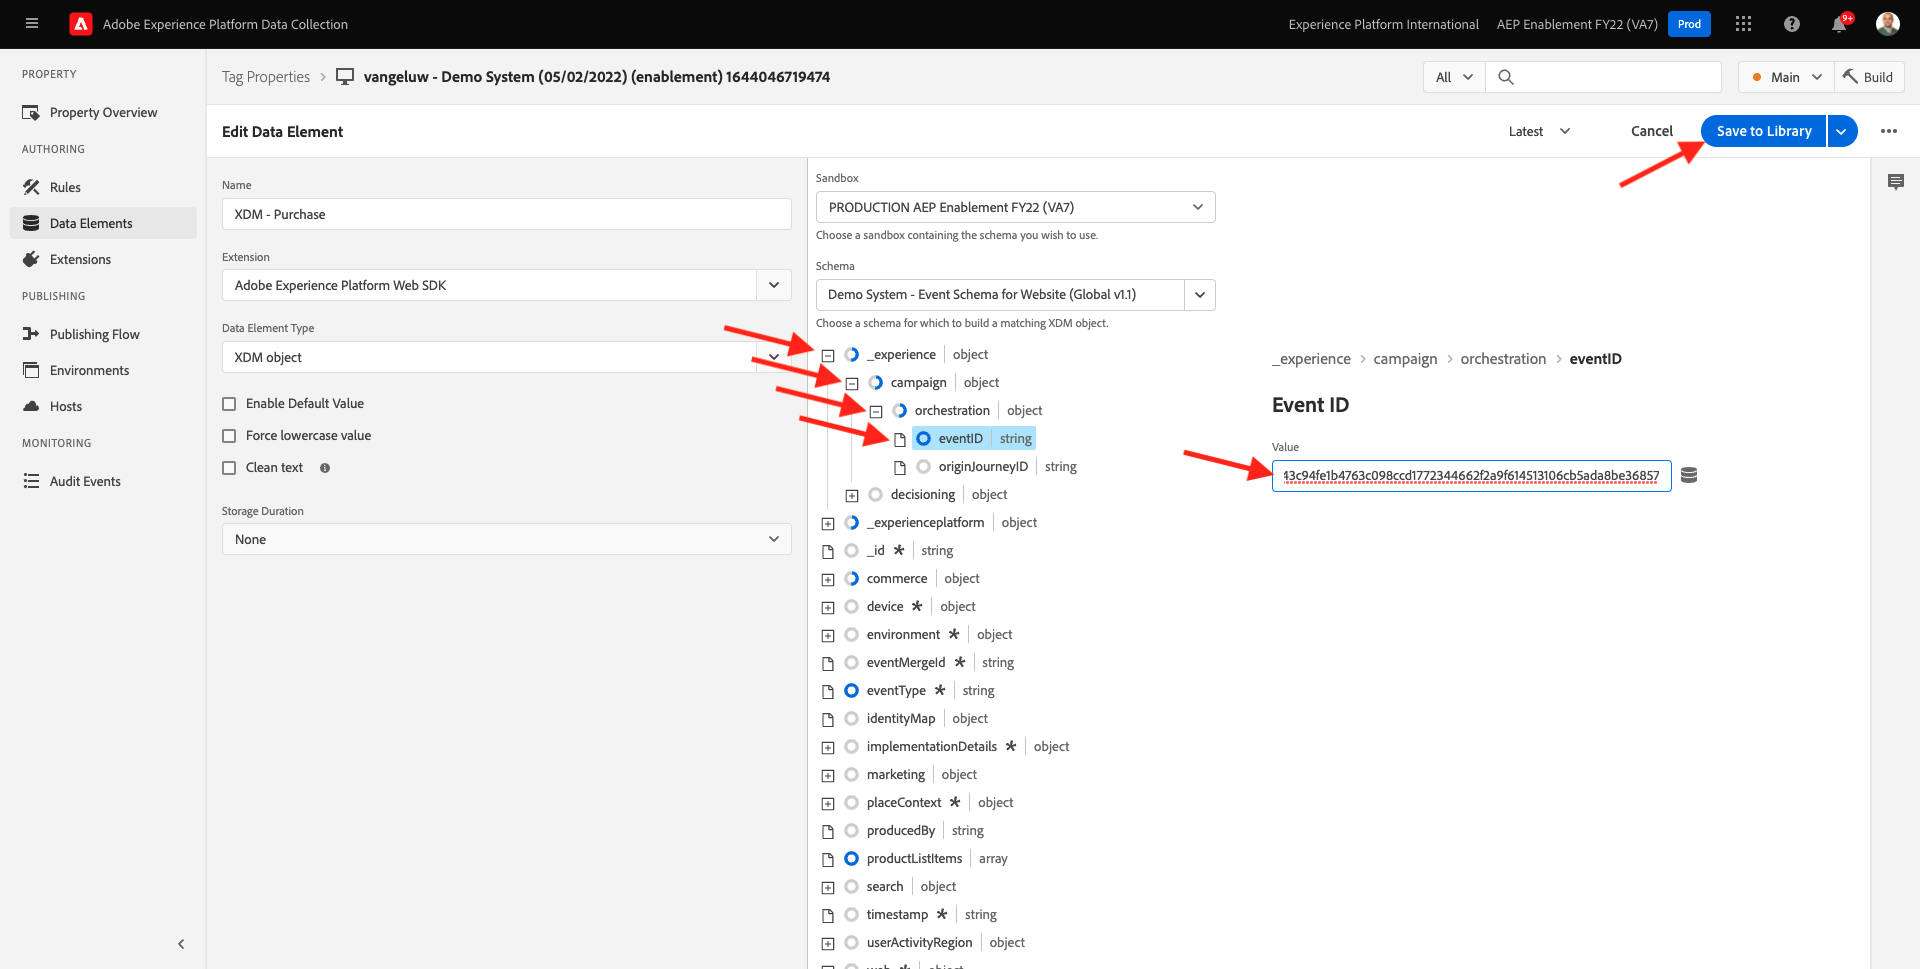 Adobe Experience Platform Data Collection
Experience Platform International
AEP Enablement FY22 (VA7)
Prod
9+
PROPERTY
Property Overview
AUTHORING
Rules
Data Elements
Extensions
PUBLISHING
Publishing Flow
Environments
Hosts
MONITORING
Audit Events
Tag Properties > vangeluw - Demo System (05/02/2022) (enablement) 1644046719474
All
Main
Build
Edit Data Element
Latest
Cancel
Save to Library
Name
XDM - Purchase
Extension
Adobe Experience Platform Web SDK
Data Element Type
XDM object
Enable Default Value
Force lowercase value
Clean text
Storage Duration
None
Sandbox
PRODUCTION AEP Enablement FY22 (VA7)
Choose a sandbox containing the schema you wish to use.
Schema
Demo System - Event Schema for Website (Global v1.1)
Choose a schema for which to build a matching XDM object.
_experience object
campaign object
orchestration object
eventID string
originJourneyID string
decisioning object
_experienceplatform object
_id * string
commerce object
device * object
environment * object
eventMergeId * string
eventType * string
identityMap object
implementationDetails * object
marketing object
placeContext * object
producedBy string
productListItems array
search object
timestamp * string
userActivityRegion object
_experience > campaign > orchestration > eventID
Event ID
Value
43c94fe1b4763c098ccd1772344662f2a9f614513106cb5ada8be36857